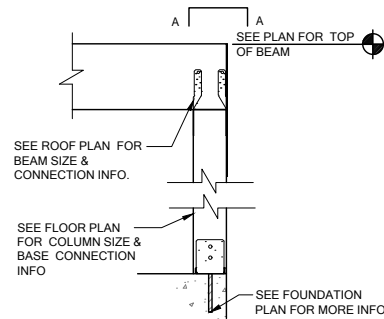 A A
SEE PLAN FOR TOP
OF BEAM
SEE ROOF PLAN FOR
BEAM SIZE &
CONNECTION INFO.
SEE FLOOR PLAN
FOR COLUMN SIZE &
BASE CONNECTION
INFO
SEE FOUNDATION
PLAN FOR MORE INFO